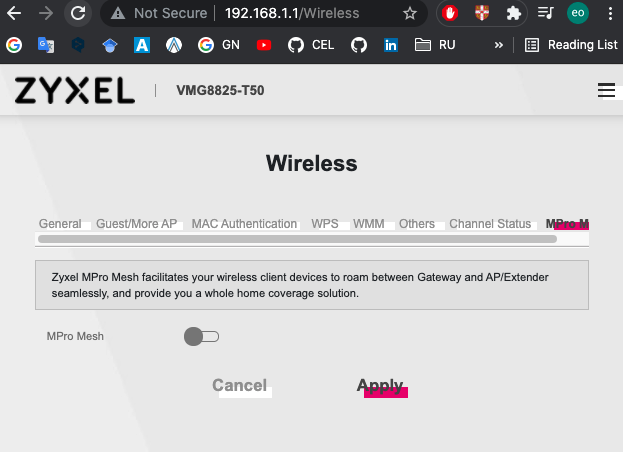 Not Secure | 192.168.1.1/Wireless
eo
GN
CEL
RU
»
Reading List
ZYXEL | VMG8825-T50
Wireless
General Guest/More AP MAC Authentication WPS WMM Others Channel Status MPro M
Zyxel MPro Mesh facilitates your wireless client devices to roam between Gateway and AP/Extender
seamlessly, and provide you a whole home coverage solution.
MPro Mesh
Cancel Apply